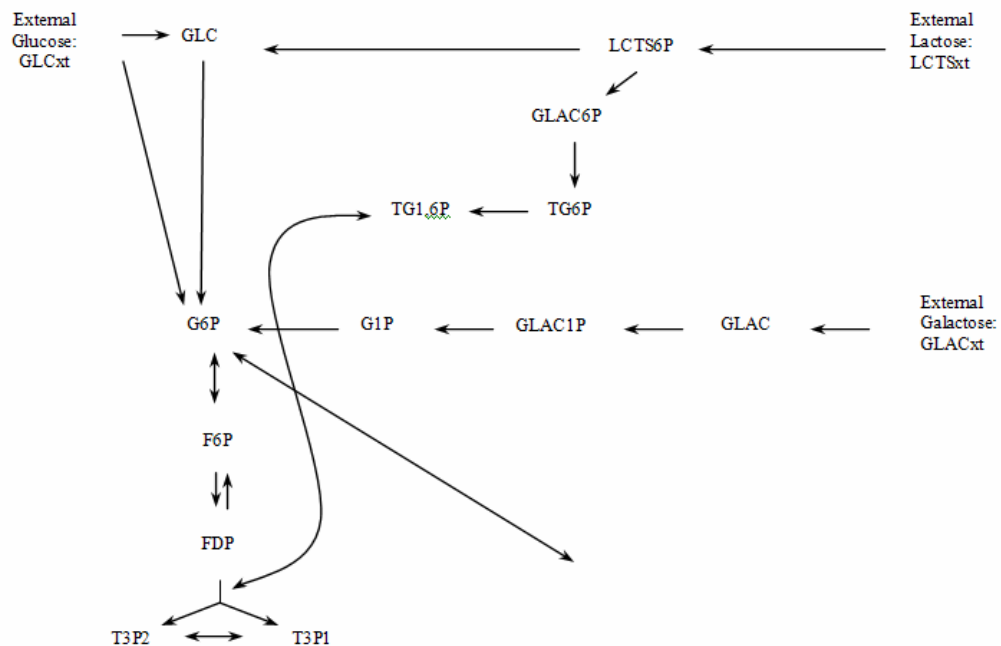 External
Glucose:
GLCxt
GLC
LCTS6P
External
Lactose:
LCTSxt
GLAC6P
TG1,6P
TG6P
G6P
G1P
GLAC1P
GLAC
External
Galactose:
GLACxt
F6P
FDP
T3P2
T3P1